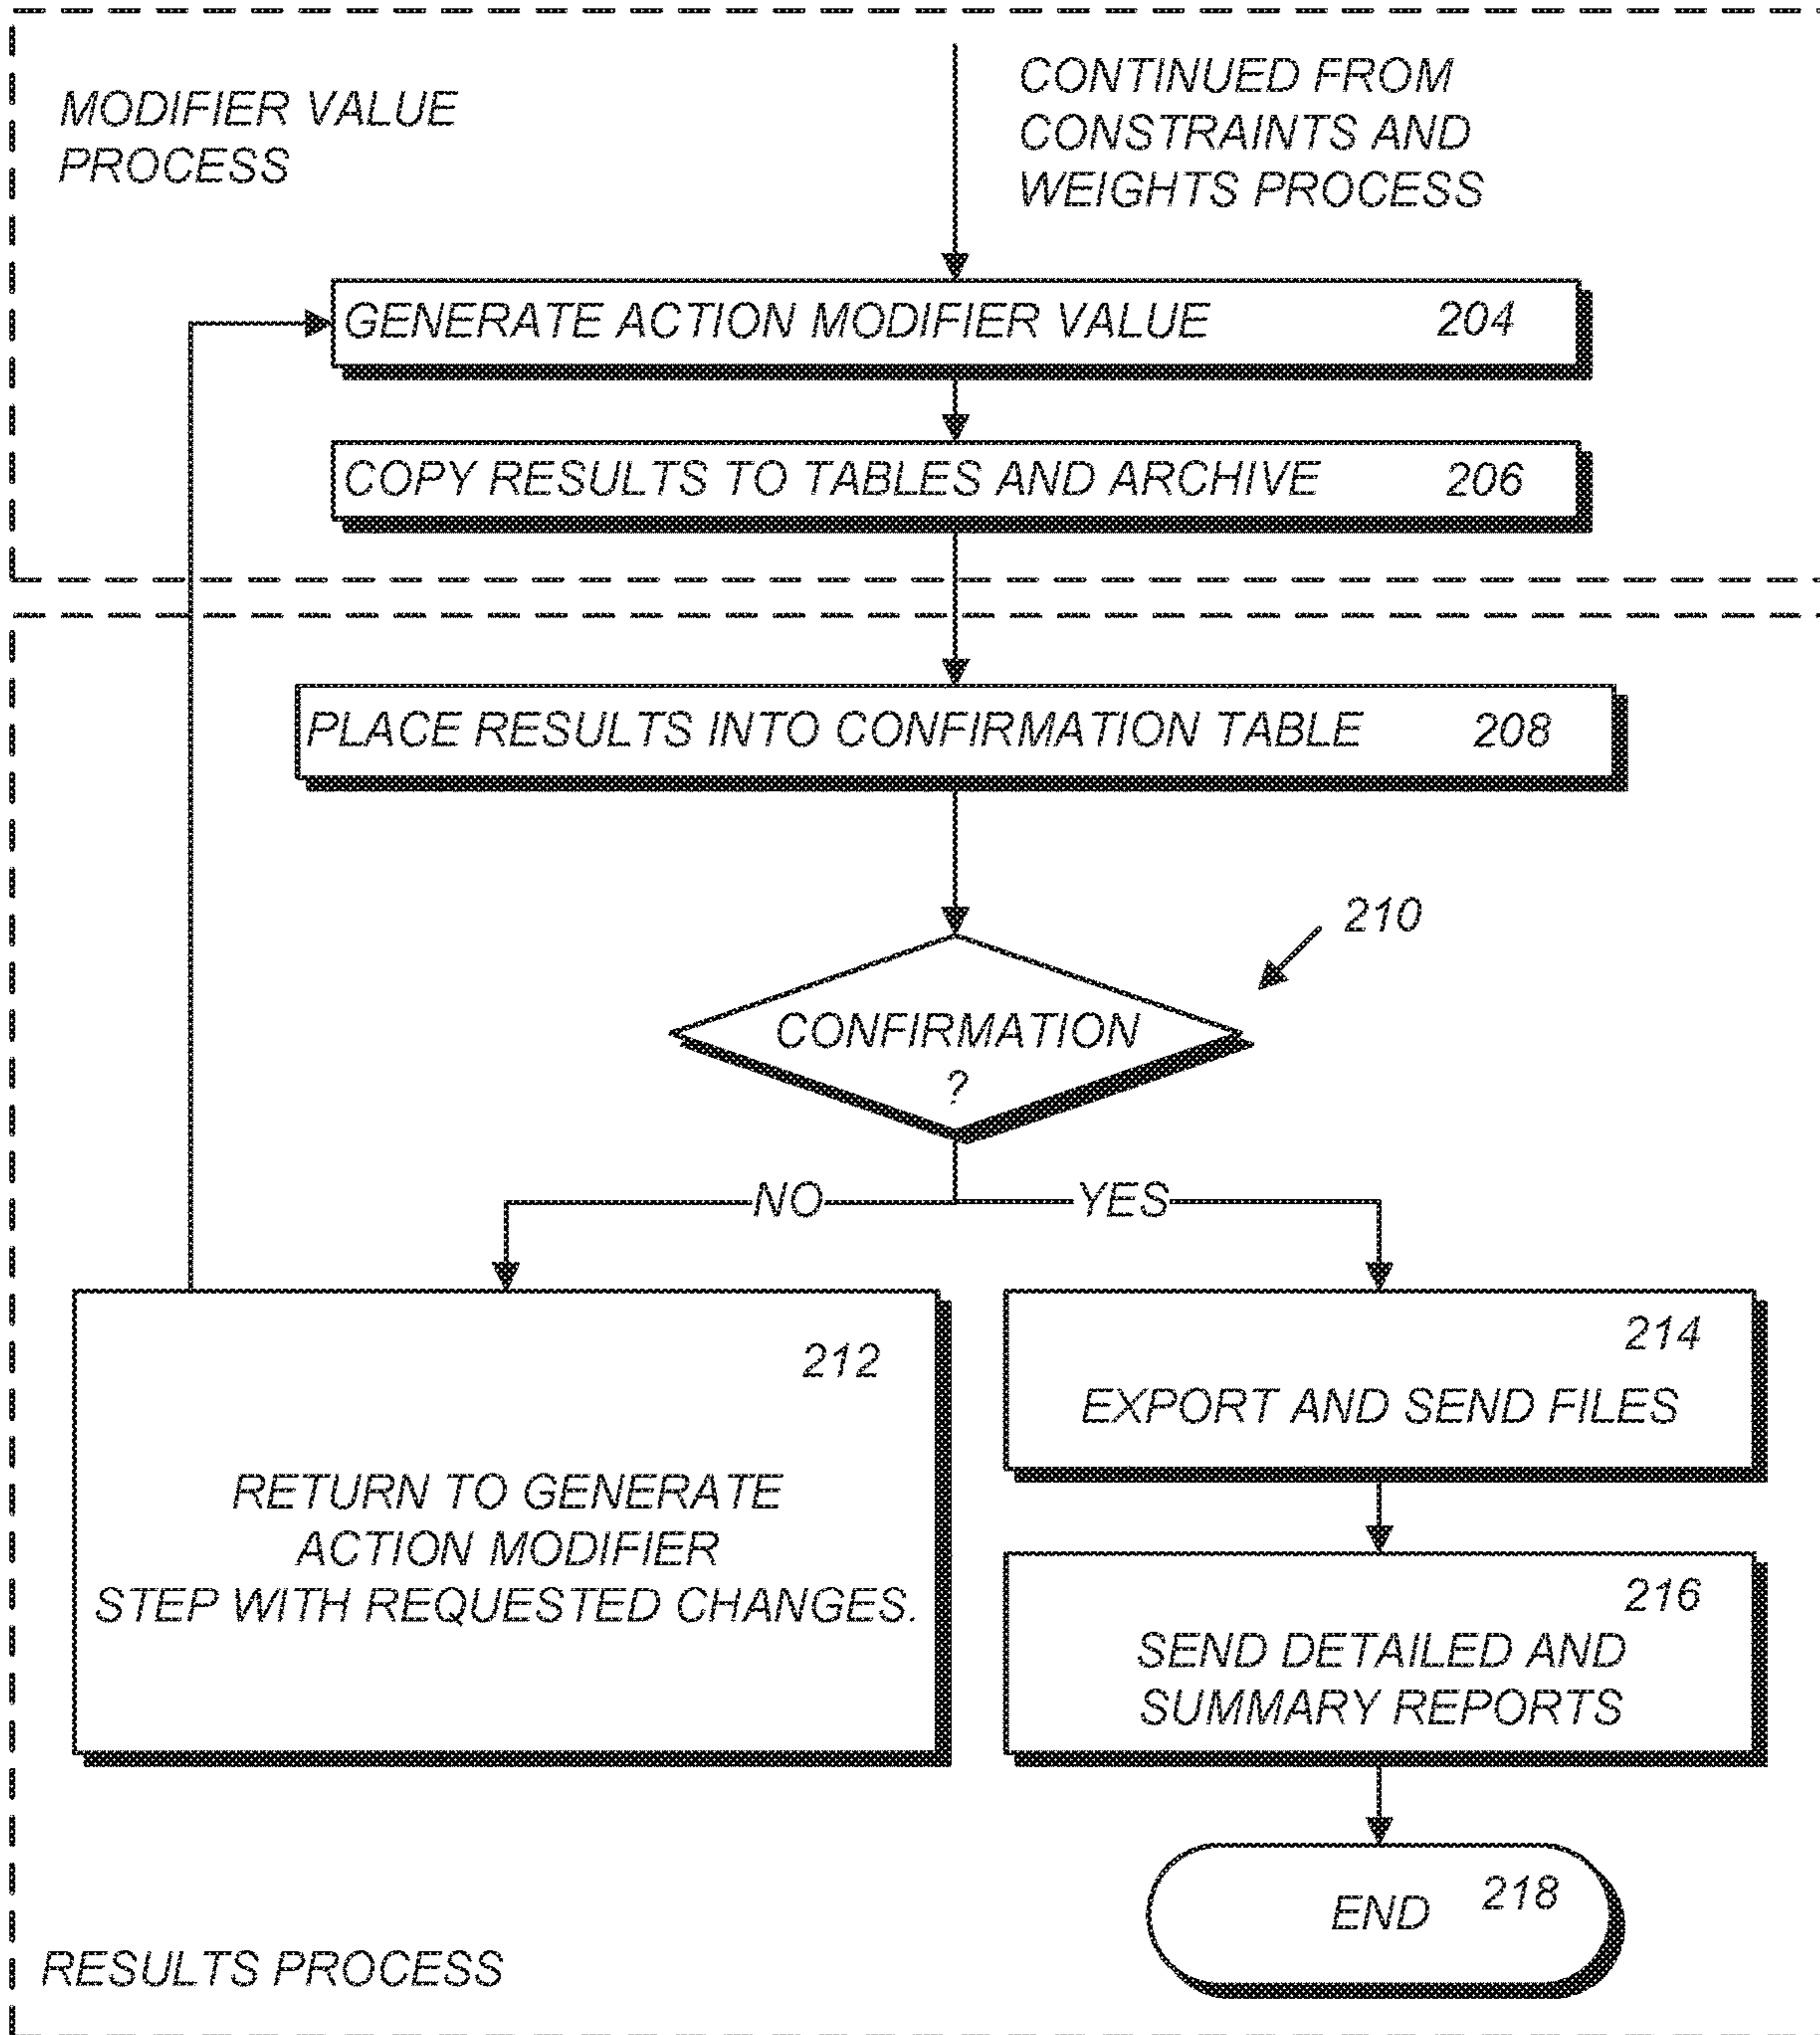 MODIFIER VALUE
PROCESS
CONTINUED FROM
CONSTRAINTS AND
WEIGHTS PROCESS
GENERATE ACTION MODIFIER VALUE 204
COPY RESULTS TO TABLES AND ARCHIVE 206
PLACE RESULTS INTO CONFIRMATION TABLE 208
210
CONFIRMATION
?
NO
YES
212
RETURN TO GENERATE
ACTION MODIFIER
STEP WITH REQUESTED CHANGES.
214
EXPORT AND SEND FILES
216
SEND DETAILED AND
SUMMARY REPORTS
END 218
RESULTS PROCESS